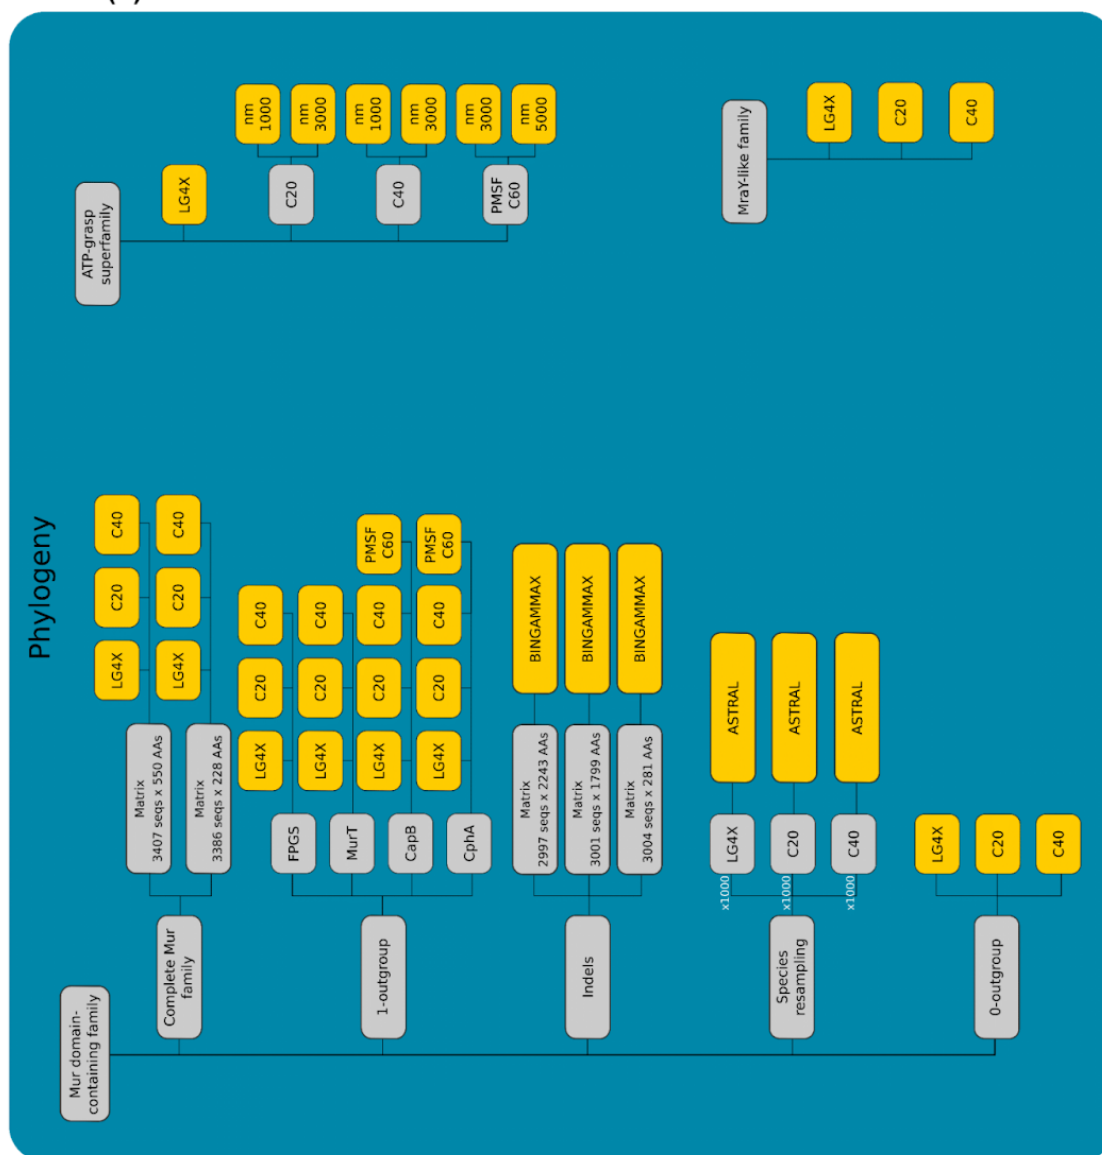 Phylogeny
Mur domain-
containing family
Complete Mur
family
Matrix
3407 seqs x 550 AAs
LG4X
C20
C40
Matrix
3386 seqs x 228 AAs
LG4X
C20
C40
1-outgroup
FPGS
LG4X
C20
C40
MurT
LG4X
C20
C40
CapB
LG4X
C20
C40
PMSF
C60
CphA
LG4X
C20
C40
PMSF
C60
Indels
Matrix
2997 seqs x 2243 AAs
BINGAMMAX
Matrix
3001 seqs x 1799 AAs
BINGAMMAX
Matrix
3004 seqs x 281 AAs
BINGAMMAX
Species
resampling
x1000
LG4X
ASTRAL
x1000
C20
ASTRAL
x1000
C40
ASTRAL
0-outgroup
LG4X
C20
C40
ATP-grasp
superfamily
LG4X
C20
nm
1000
nm
3000
C40
nm
1000
nm
3000
PMSF
C60
nm
3000
nm
5000
MraY-like family
LG4X
C20
C40